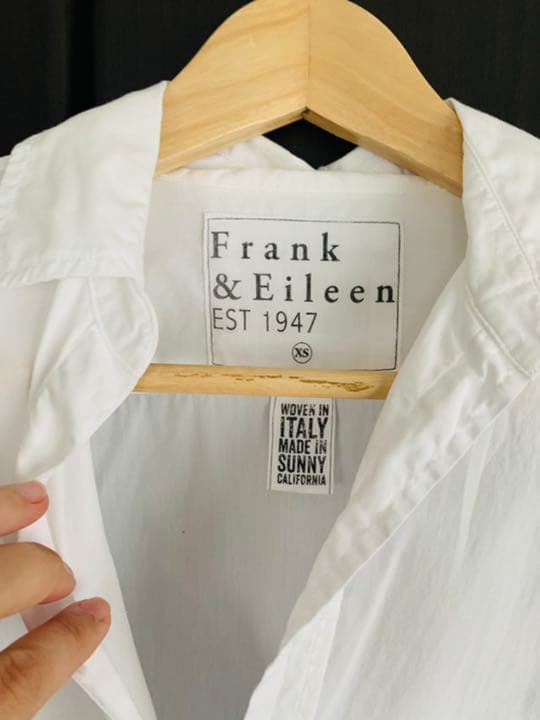 Frank
& Eileen
EST 1947
XS
WOVEN IN
ITALY
MADE IN
SUNNY
CALIFORNIA